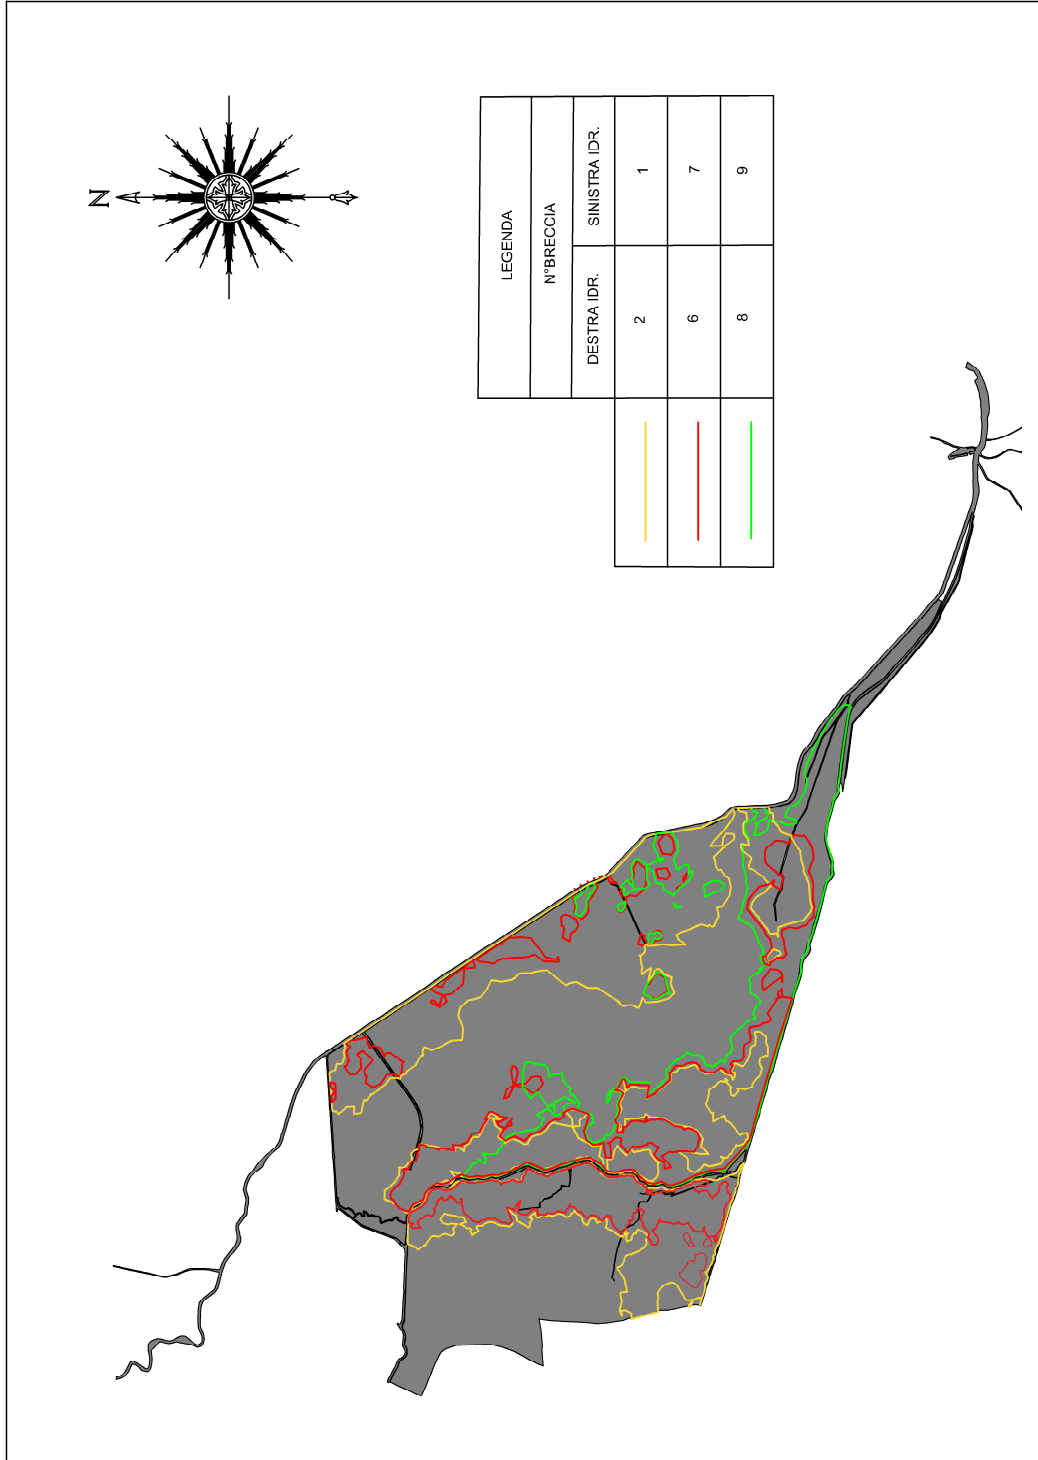 N
LEGENDA
N°BRECCIA
DESTRA IDR. SINISTRA IDR.
2 1
6 7
8 9